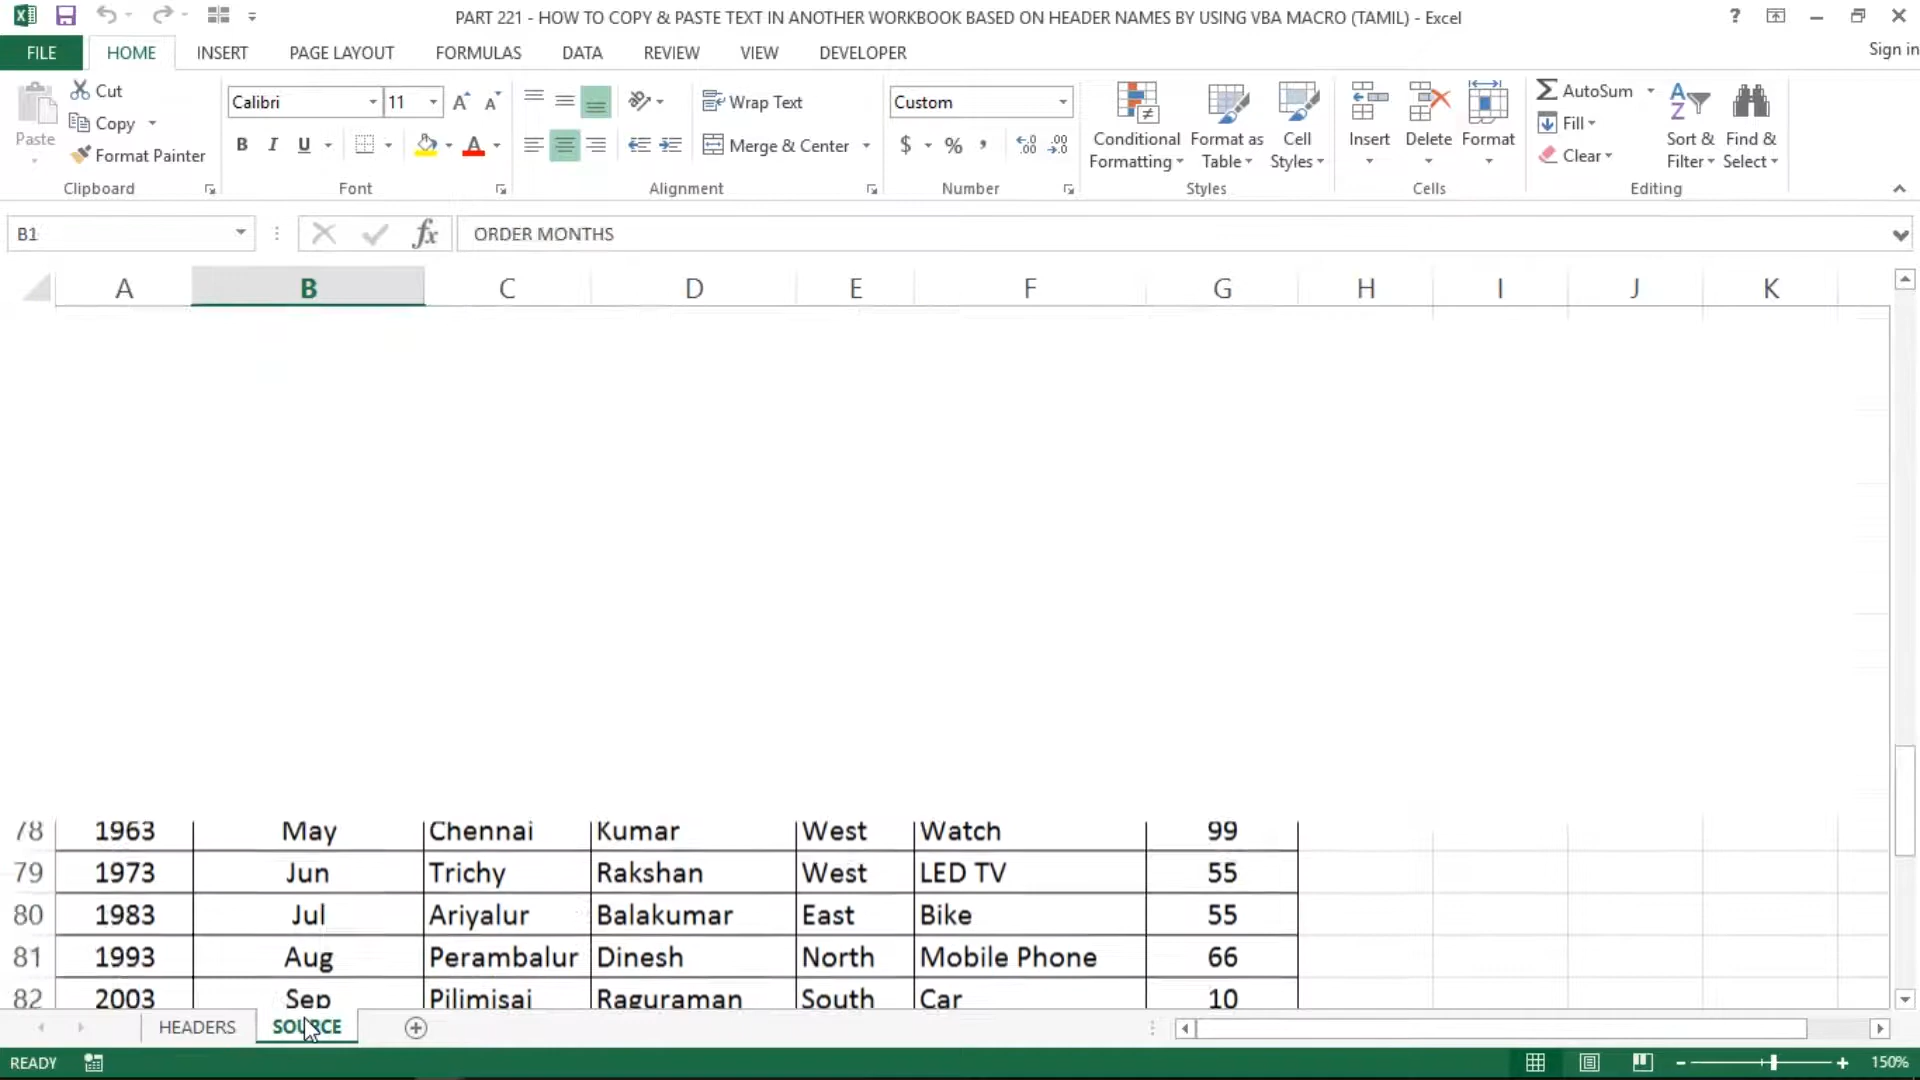 PART 221 - HOW TO COPY & PASTE TEXT IN ANOTHER WORKBOOK BASED ON HEADER NAMES BY USING VBA MACRO (TAMIL) - Excel
?
FILE HOME INSERT PAGE LAYOUT FORMULAS DATA REVIEW VIEW DEVELOPER Sign in
Paste Cut Calibri 11 A A Wrap Text Custom AutoSum
Copy Fill
Format Painter B I U A Merge & Center $ % , Conditional Formatting Format as Table Cell Styles Insert Delete Format Clear Sort & Filter Find & Select
Clipboard Font Alignment Number Styles Cells Editing
B1 fx ORDER MONTHS
A B C D E F G H I J K
78 1963 May Chennai Kumar West Watch 99
79 1973 Jun Trichy Rakshan West LED TV 55
80 1983 Jul Ariyalur Balakumar East Bike 55
81 1993 Aug Perambalur Dinesh North Mobile Phone 66
82 2003 Sep Pilimisai Raguraman South Car 10
HEADERS SOURCE
READY 150%